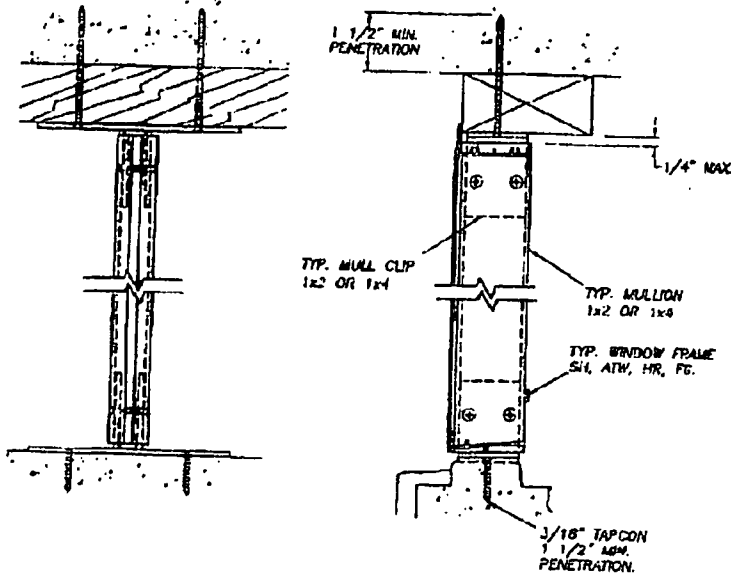 1 1/2" MIN.
PENETRATION
1/4" MAX.
TYP. MULL CLIP
1x2 OR 1x4
TYP. MULLION
1x2 OR 1x4
TYP. WINDOW FRAME
SH, ATW, HR, FG.
3/16" TAPCON
1 1/2" MIN.
PENETRATION.